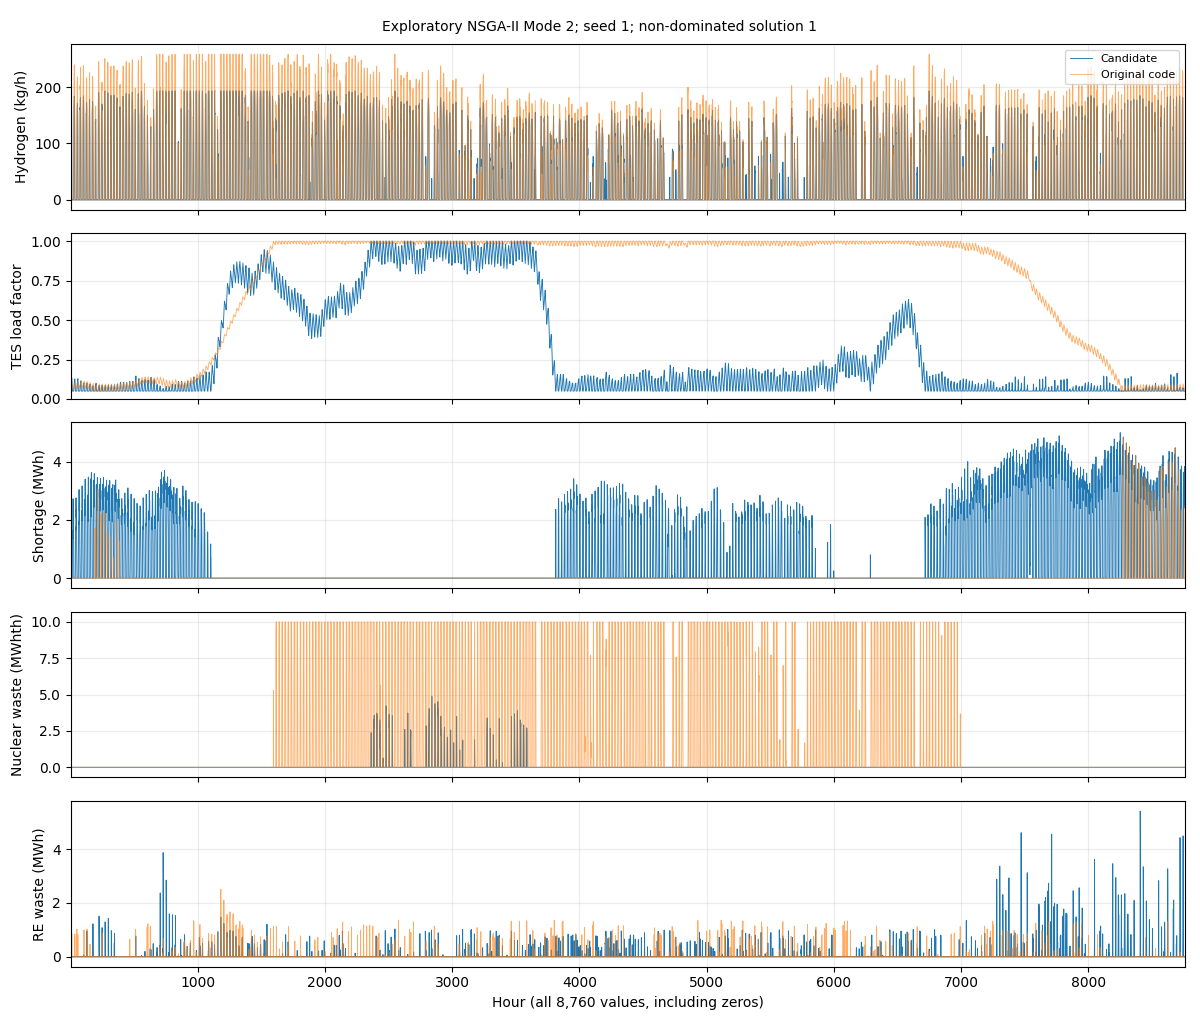 Exploratory NSGA-II Mode 2; seed 1; non-dominated solution 1
Hydrogen (kg/h)
200
100
0
Candidate
Original code
TES load factor
1.00
0.75
0.50
0.25
0.00
Shortage (MWh)
4
2
0
Nuclear waste (MWhth)
10.0
7.5
5.0
2.5
0.0
RE waste (MWh)
4
2
0
1000 2000 3000 4000 5000 6000 7000 8000
Hour (all 8,760 values, including zeros)